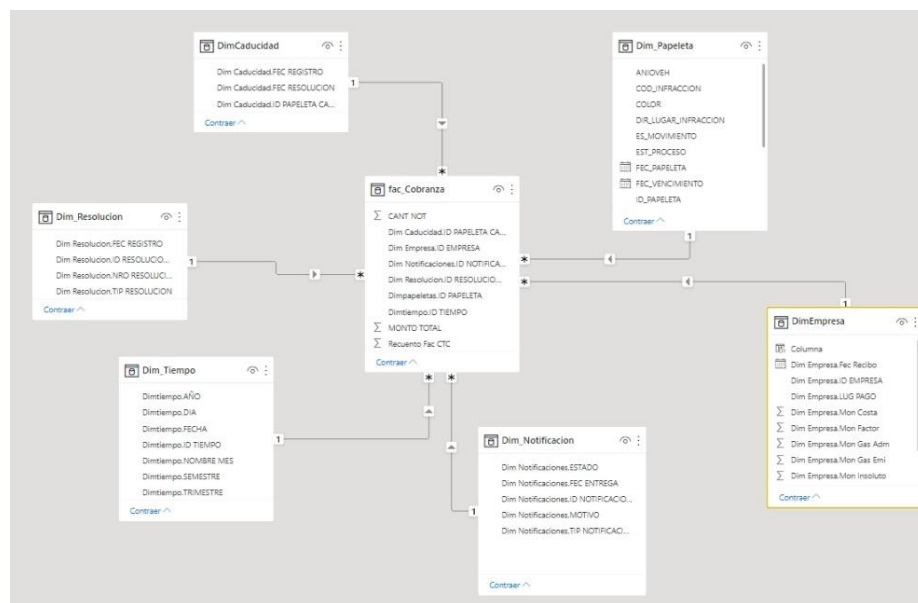 DimCaducidad
Dim Caducidad.FEC REGISTRO
Dim Caducidad.FEC RESOLUCION
Dim Caducidad.ID PAPELETA CA...
Contraer
Dim_Papeleta
ANIOVEH
COD_INFRACCION
COLOR
DIR_LUGAR_INFRACCION
ES_MOVIMIENTO
EST_PROCESO
FEC_PAPELETA
FEC_VENCIMIENTO
ID_PAPELETA
Contraer
1
*
1
fac_Cobranza
Σ CANT NOT
Dim Caducidad.ID PAPELETA CA...
Dim Empresa.ID EMPRESA
Dim Notificaciones.ID NOTIFICA...
Dim Resolucion.ID RESOLUCIO...
Dimpapeletas.ID PAPELETA
Dimtiempo.ID TIEMPO
Σ MONTO TOTAL
Σ Recuento Fac CTC
Contraer
Dim_Resolucion
Dim Resolucion.FEC REGISTRO
Dim Resolucion.ID RESOLUCIO...
Dim Resolucion.NRO RESOLUCI...
Dim Resolucion.TIP RESOLUCION
Contraer
1
*
*
*
1
DimEmpresa
Columna
Dim Empresa.Fec Recibo
Dim Empresa.ID EMPRESA
Dim Empresa.LUG PAGO
Σ Dim Empresa.Mon Costa
Σ Dim Empresa.Mon Factor
Σ Dim Empresa.Mon Gas Adm
Σ Dim Empresa.Mon Gas Emi
Σ Dim Empresa.Mon Insoluto
Contraer
Dim_Tiempo
Dimtiempo.AÑO
Dimtiempo.DIA
Dimtiempo.FECHA
Dimtiempo.ID TIEMPO
Dimtiempo.NOMBRE MES
Dimtiempo.SEMESTRE
Dimtiempo.TRIMESTRE
Contraer
* *
1
Dim_Notificacion
Dim Notificaciones.ESTADO
Dim Notificaciones.FEC ENTREGA
Dim Notificaciones.ID NOTIFICACIO...
Dim Notificaciones.MOTIVO
Dim Notificaciones.TIP NOTIFICACI...
Contraer
1